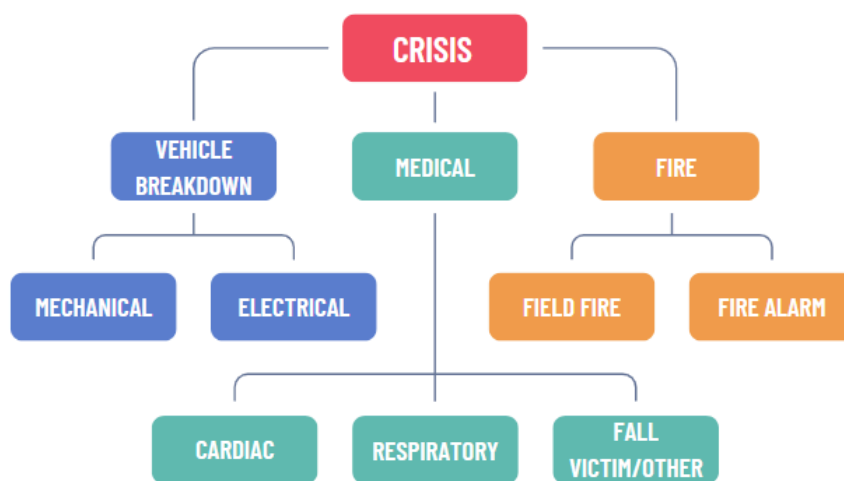 CRISIS
VEHICLE
BREAKDOWN
MEDICAL
FIRE
MECHANICAL
ELECTRICAL
FIELD FIRE
FIRE ALARM
CARDIAC
RESPIRATORY
FALL
VICTIM/OTHER